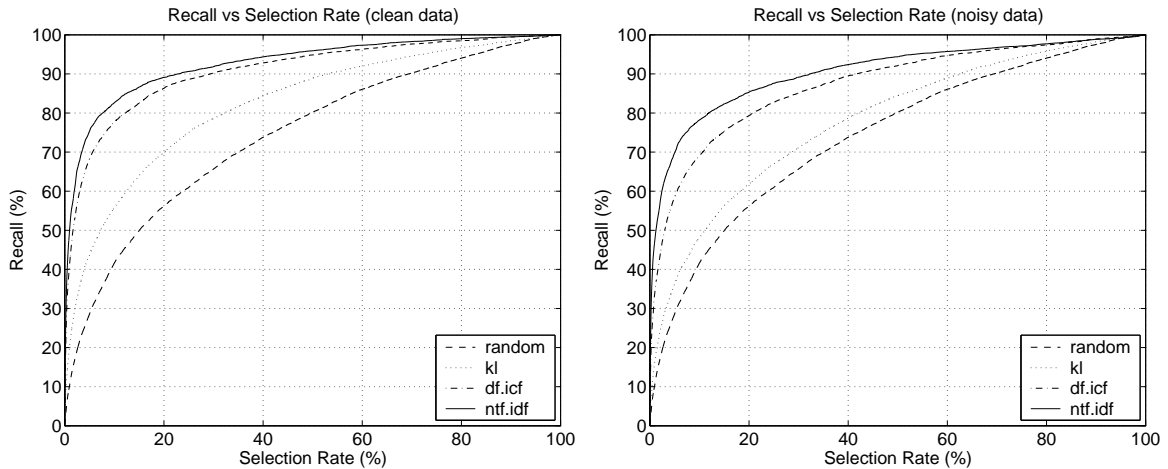 Recall vs Selection Rate (clean data)
100
90
80
70
60
50
40
30
20
10
0
Recall (%)
0 20 40 60 80 100
Selection Rate (%)
random
kl
df.icf
ntf.idf
Recall vs Selection Rate (noisy data)
100
90
80
70
60
50
40
30
20
10
0
Recall (%)
0 20 40 60 80 100
Selection Rate (%)
random
kl
df.icf
ntf.idf